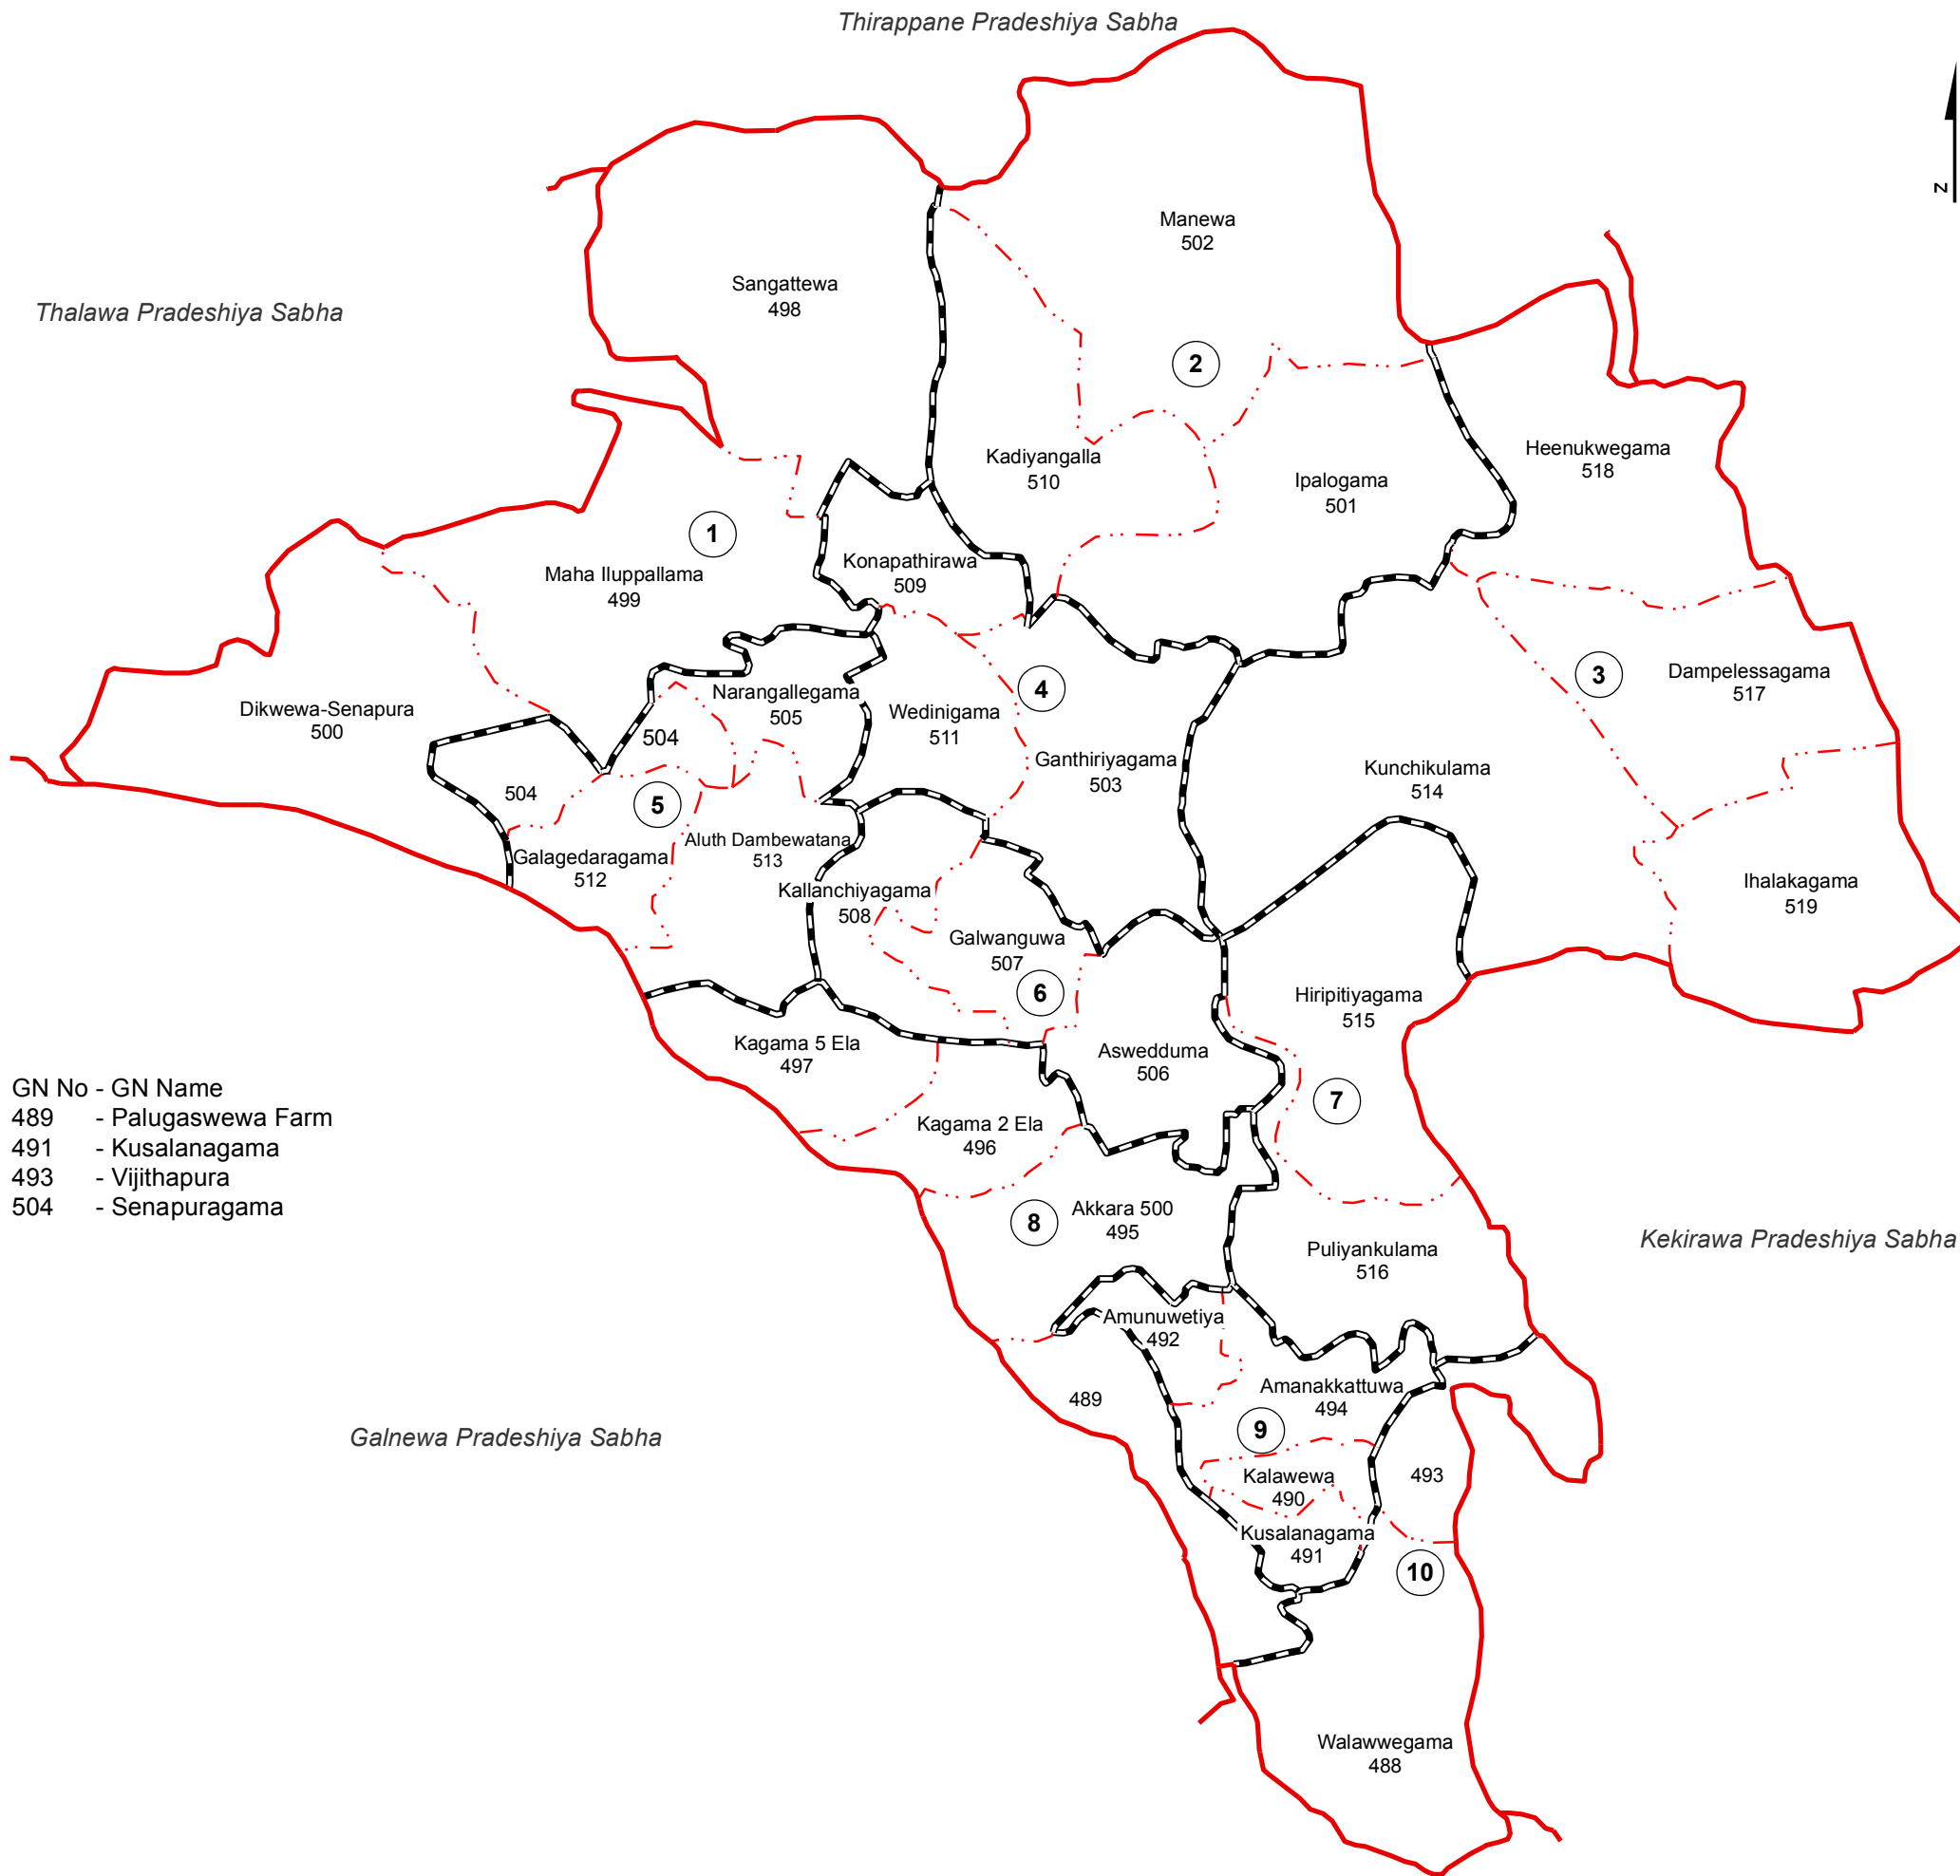 Thirappane Pradeshiya Sabha
N
Manewa
502
Sangattewa
498
Thalawa Pradeshiya Sabha
2
Heenukwegama
518
Kadiyangalla
510
Ipalogama
501
1
Konapathirawa
509
Maha Iluppallama
499
3
Dampelessagama
517
4
Narangallegama
505
Dikwewa-Senapura
500
Wedinigama
511
504
Ganthiriyagama
503
Kunchikulama
514
504
5
Aluth Dambewatana
513
Galagedaragama
512
Kallanchiyagama
508
Ihalakagama
519
Galwanguwa
507
6
Hiripitiyagama
515
Kagama 5 Ela
497
Aswedduma
506
7
GN No - GN Name
489 - Palugaswewa Farm
491 - Kusalanagama
493 - Vijithapura
504 - Senapuragama
Kagama 2 Ela
496
8
Akkara 500
495
Kekirawa Pradeshiya Sabha
Puliyankulama
516
Amunuwetiya
492
489
Amanakkattuwa
494
9
Galnewa Pradeshiya Sabha
Kalawewa
490
493
Kusalanagama
491
10
Walawwegama
488